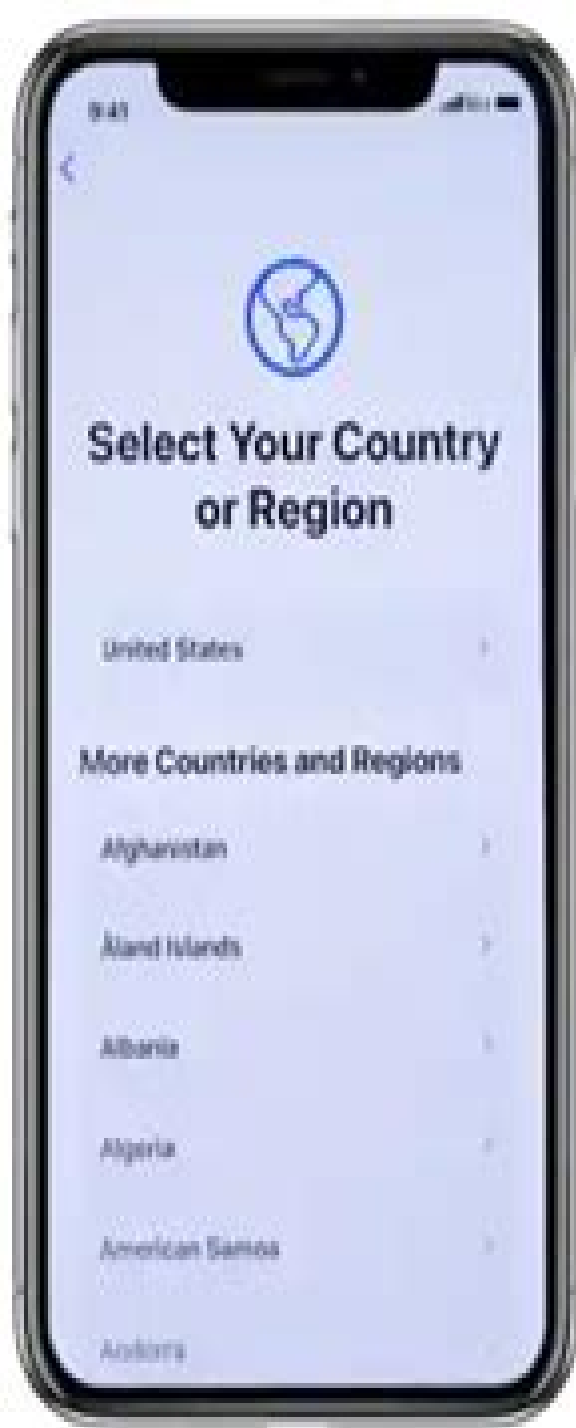 9:41
Select Your Country
or Region
United States
More Countries and Regions
Afghanistan
Åland Islands
Albania
Algeria
American Samoa
Andorra